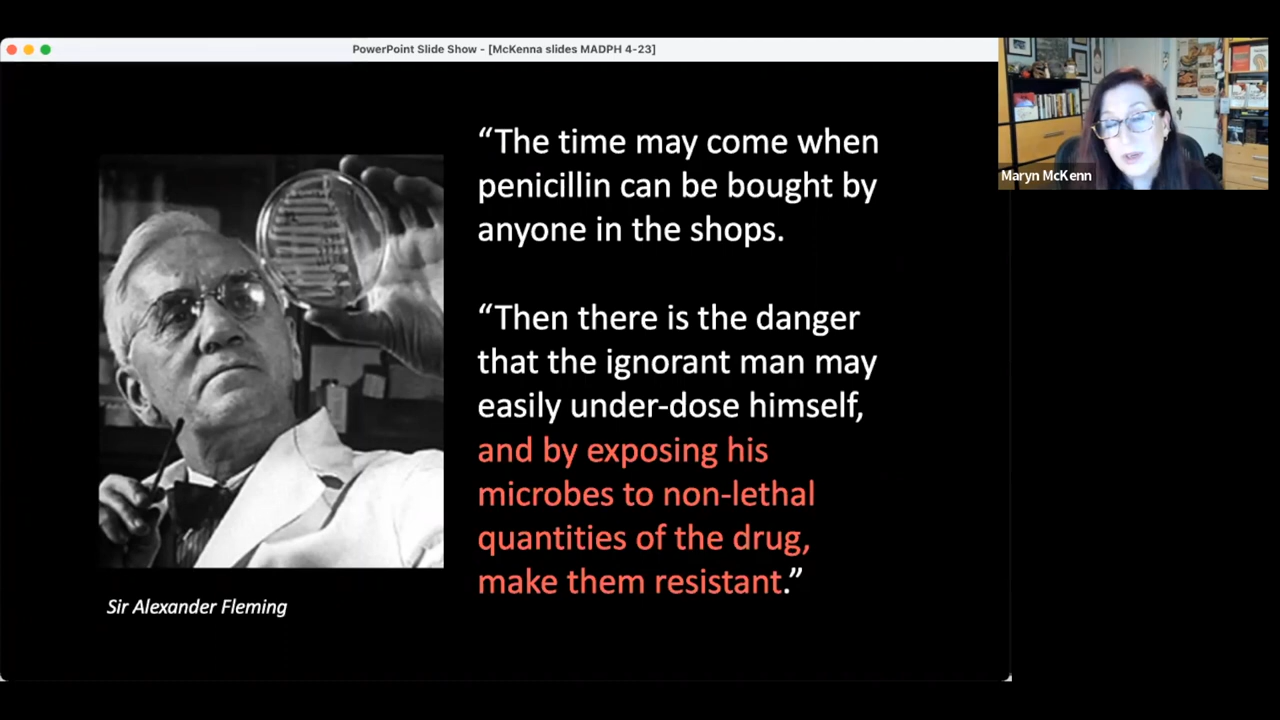 PowerPoint Slide Show - [McKenna slides MADPH 4-23]
“The time may come when
penicillin can be bought by
anyone in the shops.
“Then there is the danger
that the ignorant man may
easily under-dose himself,
and by exposing his
microbes to non-lethal
quantities of the drug,
make them resistant.”
Sir Alexander Fleming
Maryn McKenn